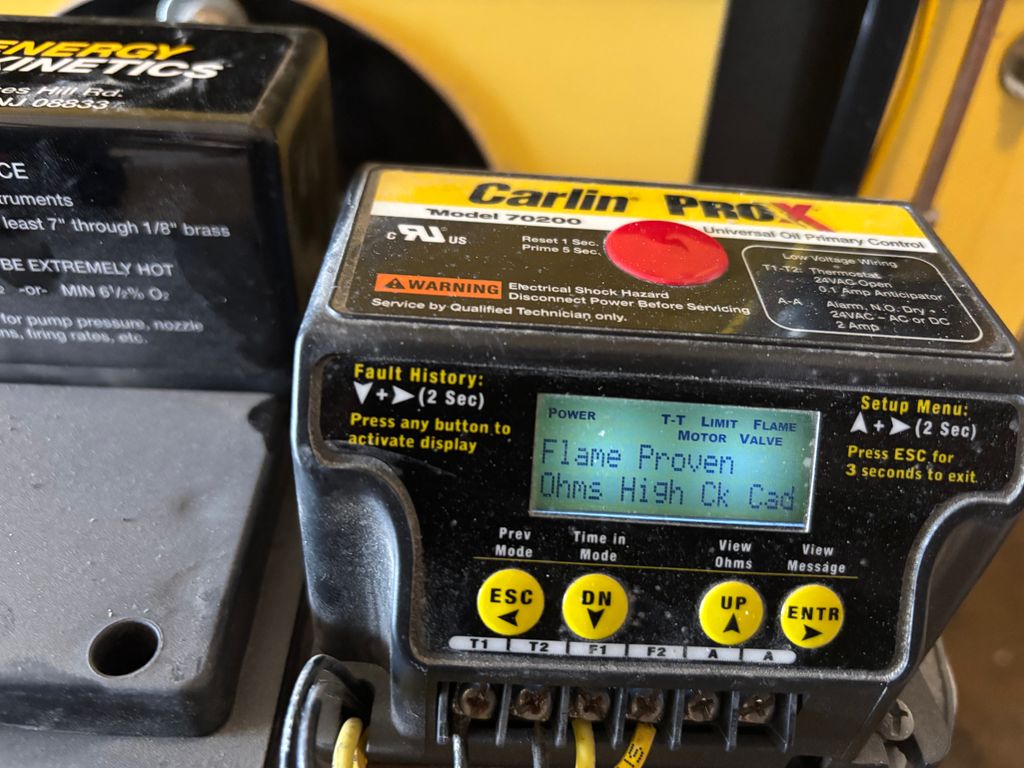 ENERGY
KINETICS
Hill Rd.
NJ 08833
CE
least 7" through 1/8" brass
BE EXTREMELY HOT
-or- MIN 6½% O₂
for pump pressure, nozzle
firing rates, etc.
Carlin PROX
Model 70200
Universal Oil Primary Control
C RU US
Reset 1 Sec.
Prime 5 Sec.
WARNING
Electrical Shock Hazard
Disconnect Power Before Servicing
Service by Qualified Technician only.
Low Voltage Wiring
T1-T2: Thermostat
24VAC Open
0.1 Amp Anticipator
A-A Alarm, N.O. Dry
24VAC - AC or DC
2 Amp
Fault History:
▼+➤(2 Sec)
Press any button to
activate display
POWER T-T LIMIT FLAME
MOTOR VALVE
Flame Proven
Ohms High Ck Cad
Setup Menu:
▲+➤(2 Sec)
Press ESC for
3 seconds to exit
Prev
Mode
Time in
Mode
View
Ohms
View
Message
ESC
DN
UP
ENTR
T1 T2 F1 F2 A A